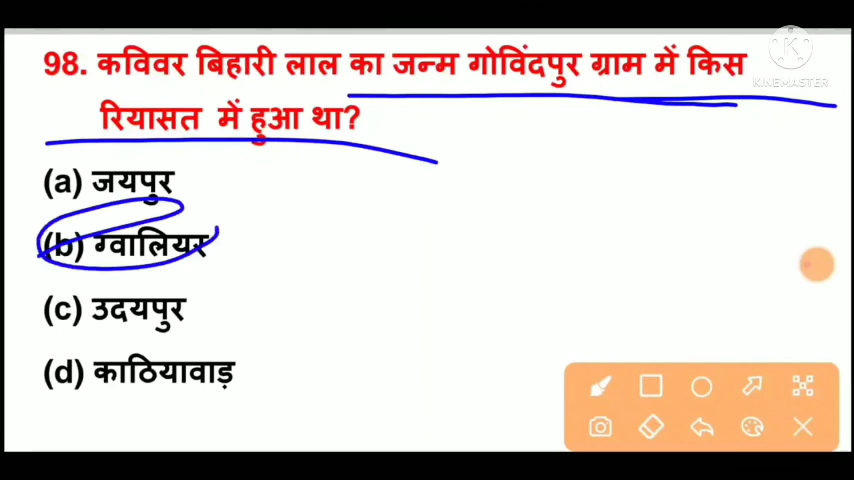 KINEMASTER
98. कविवर बिहारी लाल का जन्म गोविंदपुर ग्राम में किस
रियासत में हुआ था?
(a) जयपुर
(b) ग्वालियर
(c) उदयपुर
(d) काठियावाड़